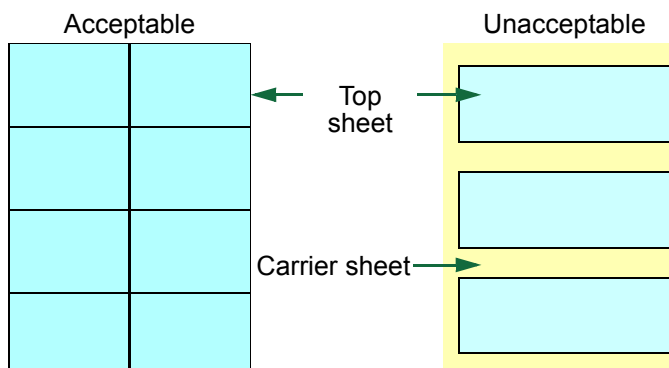 Acceptable
Unacceptable
Top
sheet
Carrier sheet